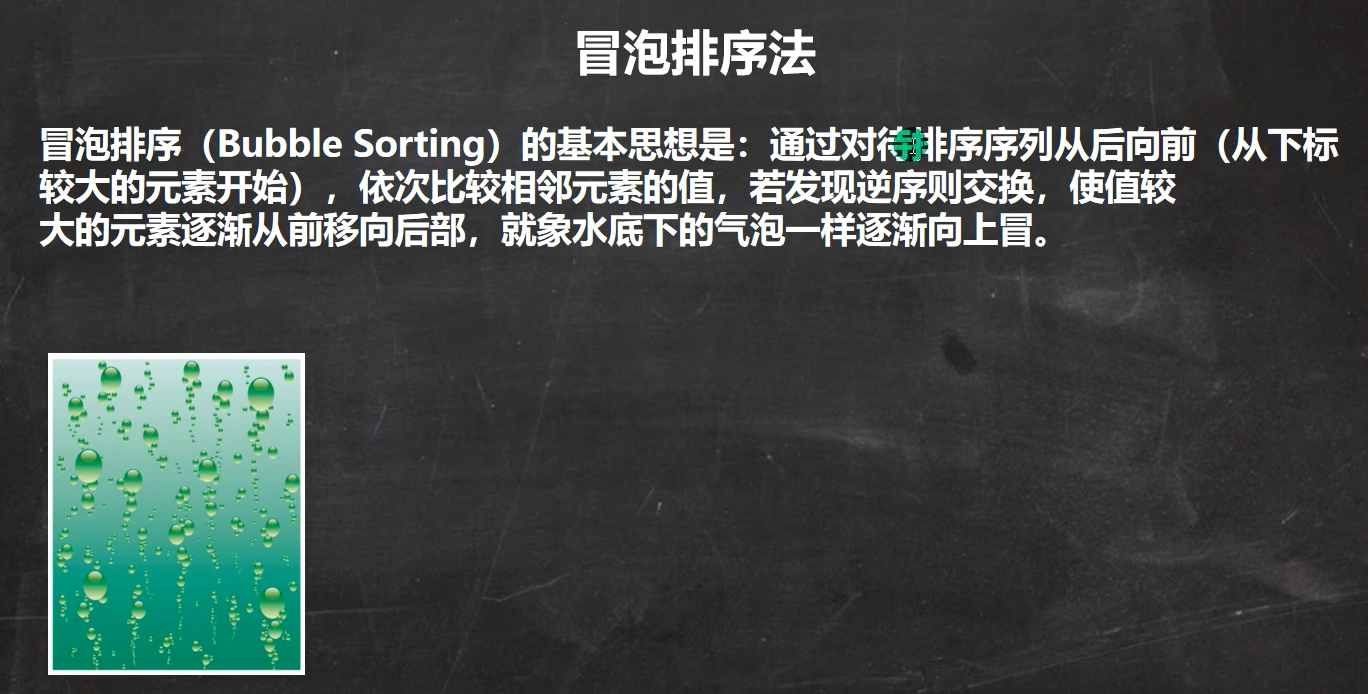 冒泡排序法
冒泡排序（Bubble Sorting）的基本思想是：通过对待排序序列从后向前（从下标
较大的元素开始），依次比较相邻元素的值，若发现逆序则交换，使值较
大的元素逐渐从前移向后部，就象水底下的气泡一样逐渐向上冒。